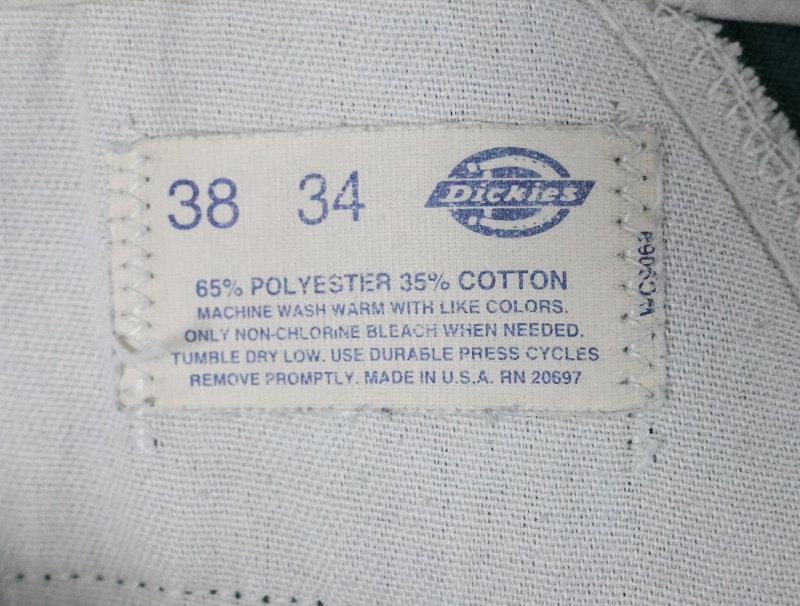 38 34 Dickies
65% POLYESTER 35% COTTON
MACHINE WASH WARM WITH LIKE COLORS.
ONLY NON-CHLORINE BLEACH WHEN NEEDED.
TUMBLE DRY LOW. USE DURABLE PRESS CYCLES
REMOVE PROMPTLY. MADE IN U.S.A. RN 20697